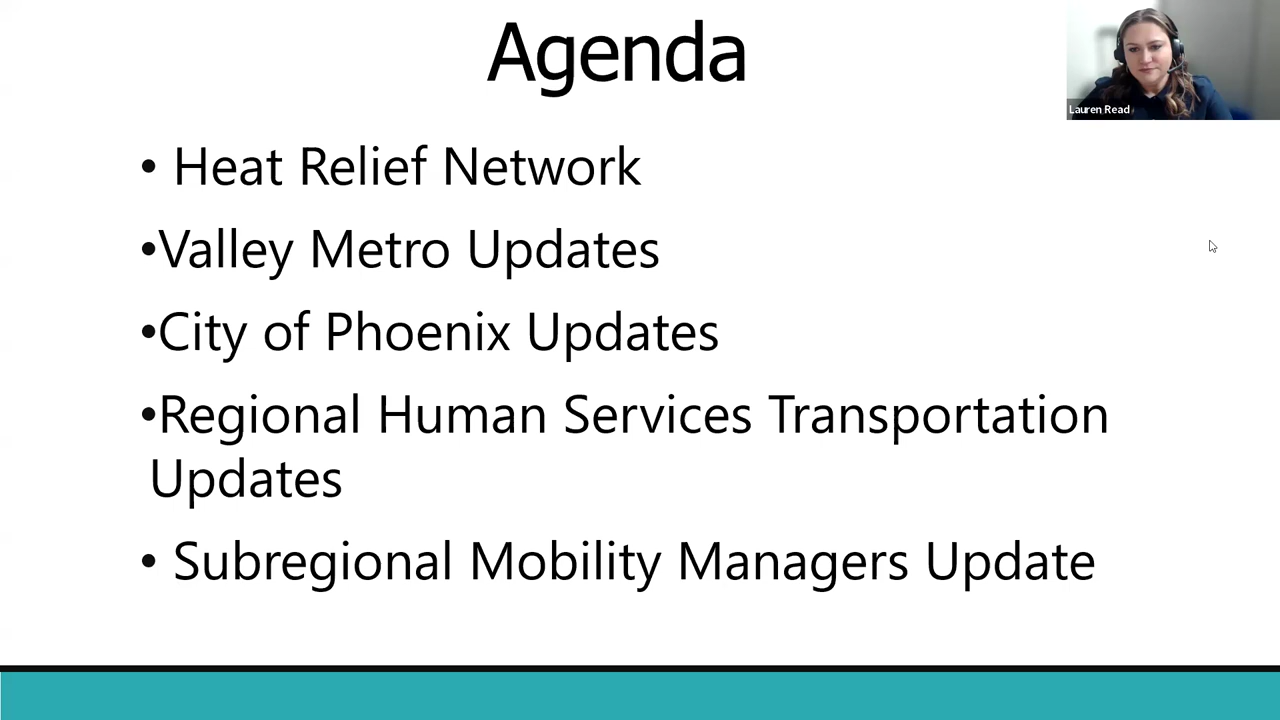 Agenda
Lauren Read
• Heat Relief Network
•Valley Metro Updates
•City of Phoenix Updates
•Regional Human Services Transportation
Updates
• Subregional Mobility Managers Update